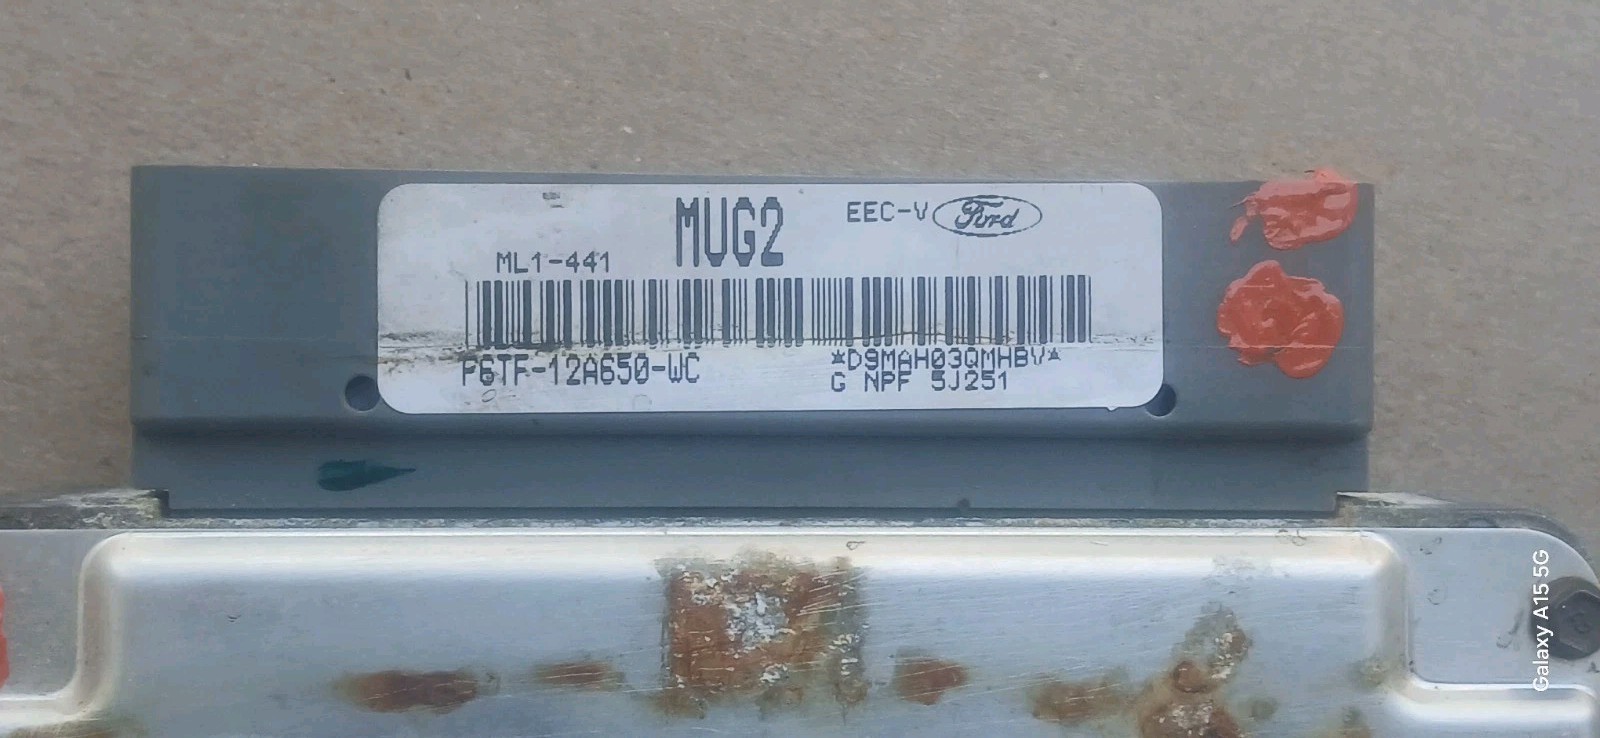 MUG2
EEC-V Ford
ML1-441
F6TF-12A650-WC
*D9MAH03QMHBV*
G NPF 5J251
Galaxy A15 5G